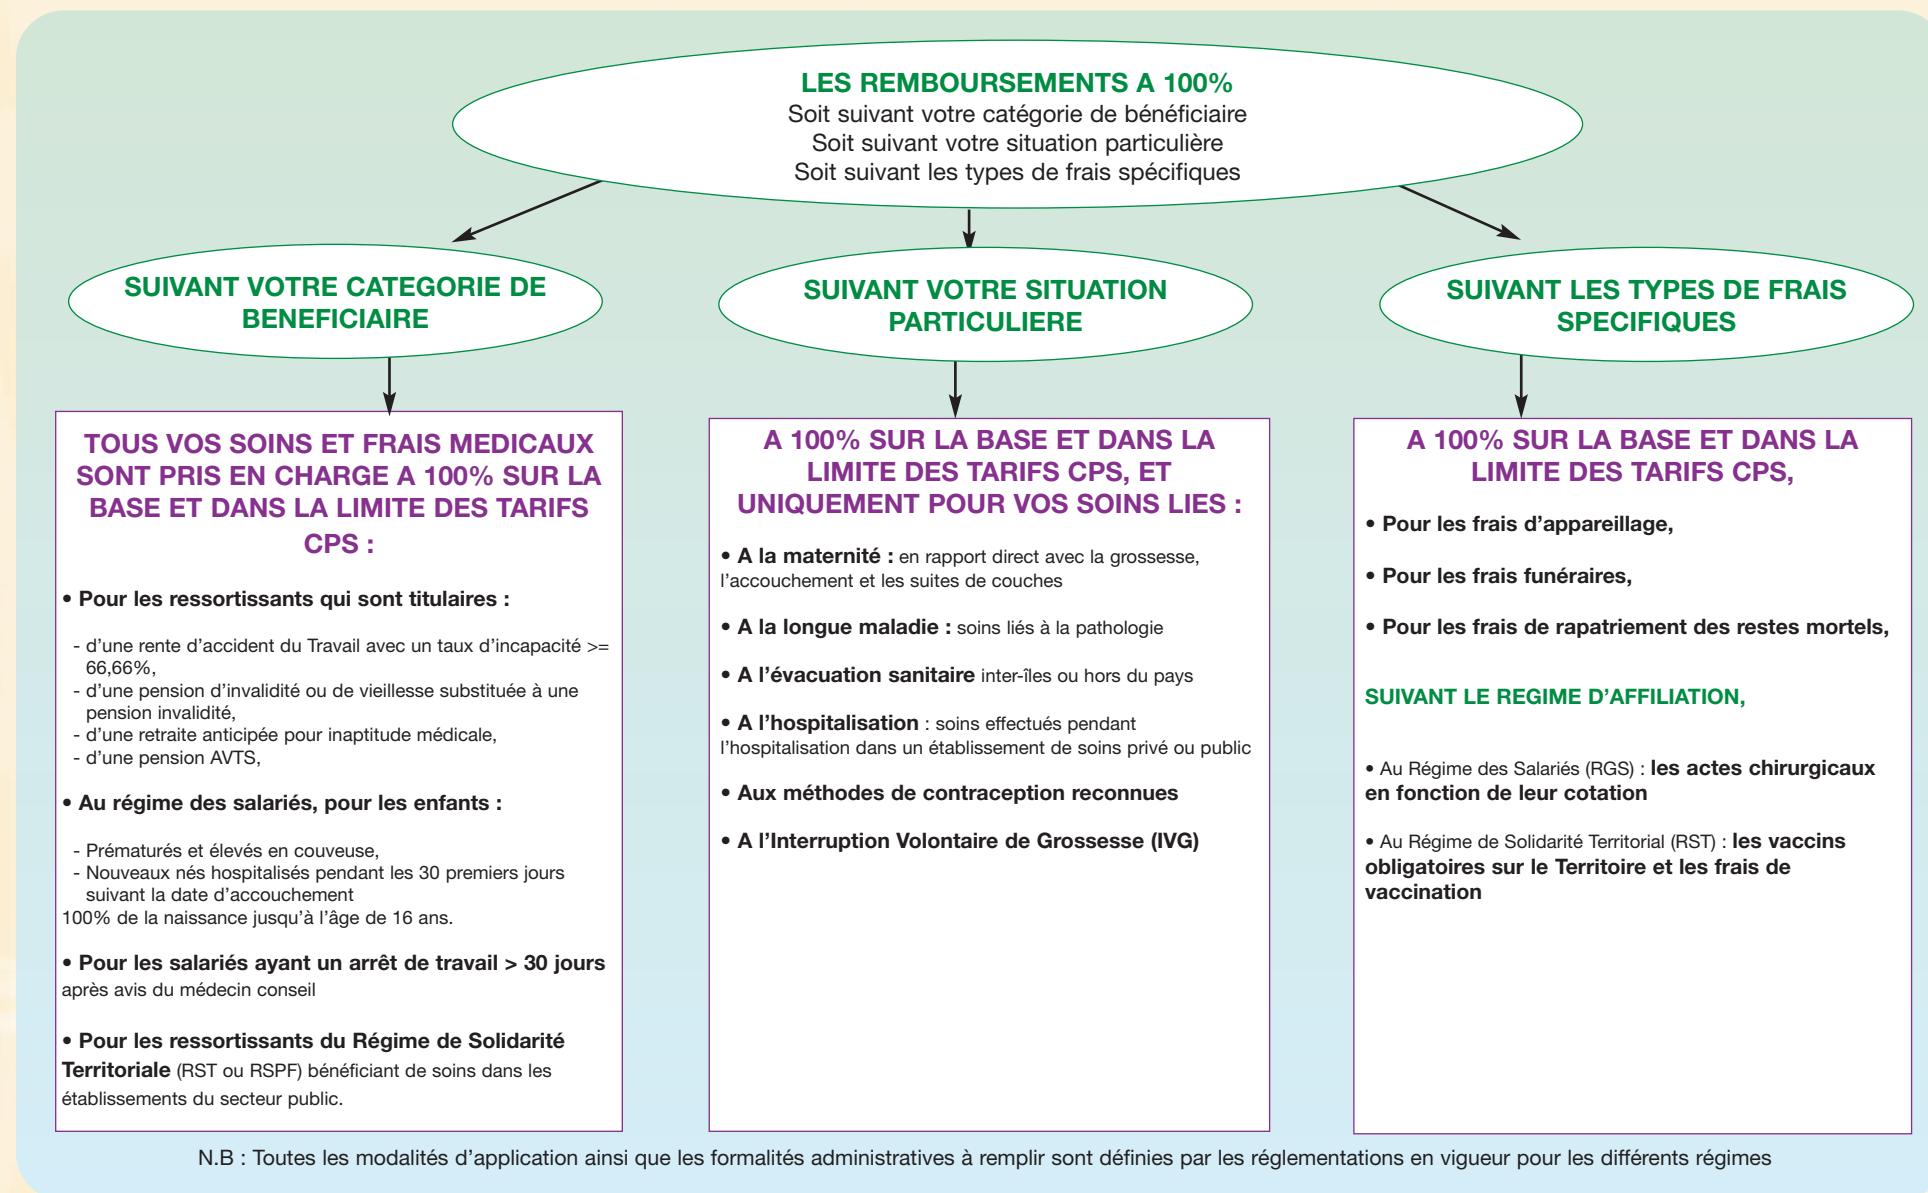 LES REMBOURSEMENTS A 100%
Soit suivant votre catégorie de bénéficiaire
Soit suivant votre situation particulière
Soit suivant les types de frais spécifiques
SUIVANT VOTRE CATEGORIE DE
BENEFICIAIRE
TOUS VOS SOINS ET FRAIS MEDICAUX
SONT PRIS EN CHARGE A 100% SUR LA
BASE ET DANS LA LIMITE DES TARIFS
CPS :
• Pour les ressortissants qui sont titulaires :
- d'une rente d'accident du Travail avec un taux d'incapacité >=
66,66%,
- d'une pension d'invalidité ou de vieillesse substituée à une
pension invalidité,
- d'une retraite anticipée pour inaptitude médicale,
- d'une pension AVTS,
• Au régime des salariés, pour les enfants :
- Prématurés et élevés en couveuse,
- Nouveaux nés hospitalisés pendant les 30 premiers jours
suivant la date d'accouchement
100% de la naissance jusqu'à l'âge de 16 ans.
• Pour les salariés ayant un arrêt de travail > 30 jours
après avis du médecin conseil
• Pour les ressortissants du Régime de Solidarité
Territoriale (RST ou RSPF) bénéficiant de soins dans les
établissements du secteur public.
SUIVANT VOTRE SITUATION
PARTICULIERE
A 100% SUR LA BASE ET DANS LA
LIMITE DES TARIFS CPS, ET
UNIQUEMENT POUR VOS SOINS LIES :
• A la maternité : en rapport direct avec la grossesse,
l'accouchement et les suites de couches
• A la longue maladie : soins liés à la pathologie
• A l'évacuation sanitaire inter-îles ou hors du pays
• A l'hospitalisation : soins effectués pendant
l'hospitalisation dans un établissement de soins privé ou public
• Aux méthodes de contraception reconnues
• A l'Interruption Volontaire de Grossesse (IVG)
SUIVANT LES TYPES DE FRAIS
SPECIFIQUES
A 100% SUR LA BASE ET DANS LA
LIMITE DES TARIFS CPS,
• Pour les frais d'appareillage,
• Pour les frais funéraires,
• Pour les frais de rapatriement des restes mortels,
SUIVANT LE REGIME D'AFFILIATION,
• Au Régime des Salariés (RGS) : les actes chirurgicaux
en fonction de leur cotation
• Au Régime de Solidarité Territorial (RST) : les vaccins
obligatoires sur le Territoire et les frais de
vaccination
N.B : Toutes les modalités d'application ainsi que les formalités administratives à remplir sont définies par les réglementations en vigueur pour les différents régimes